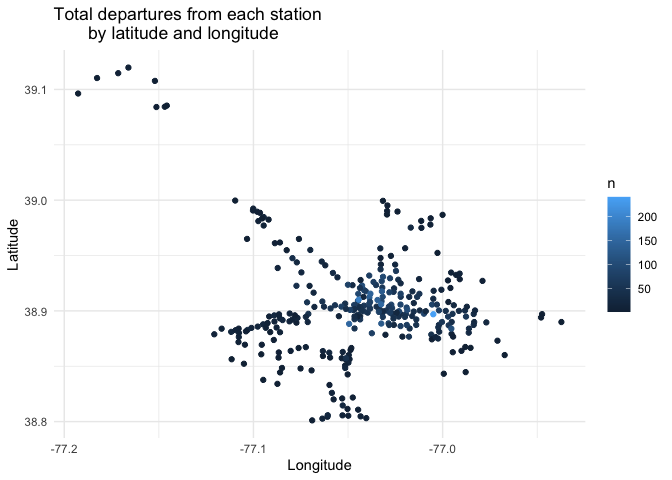 Total departures from each station
by latitude and longitude
39.1
39.0
38.9
38.8
Latitude
-77.2
-77.1
-77.0
Longitude
n
200
150
100
50